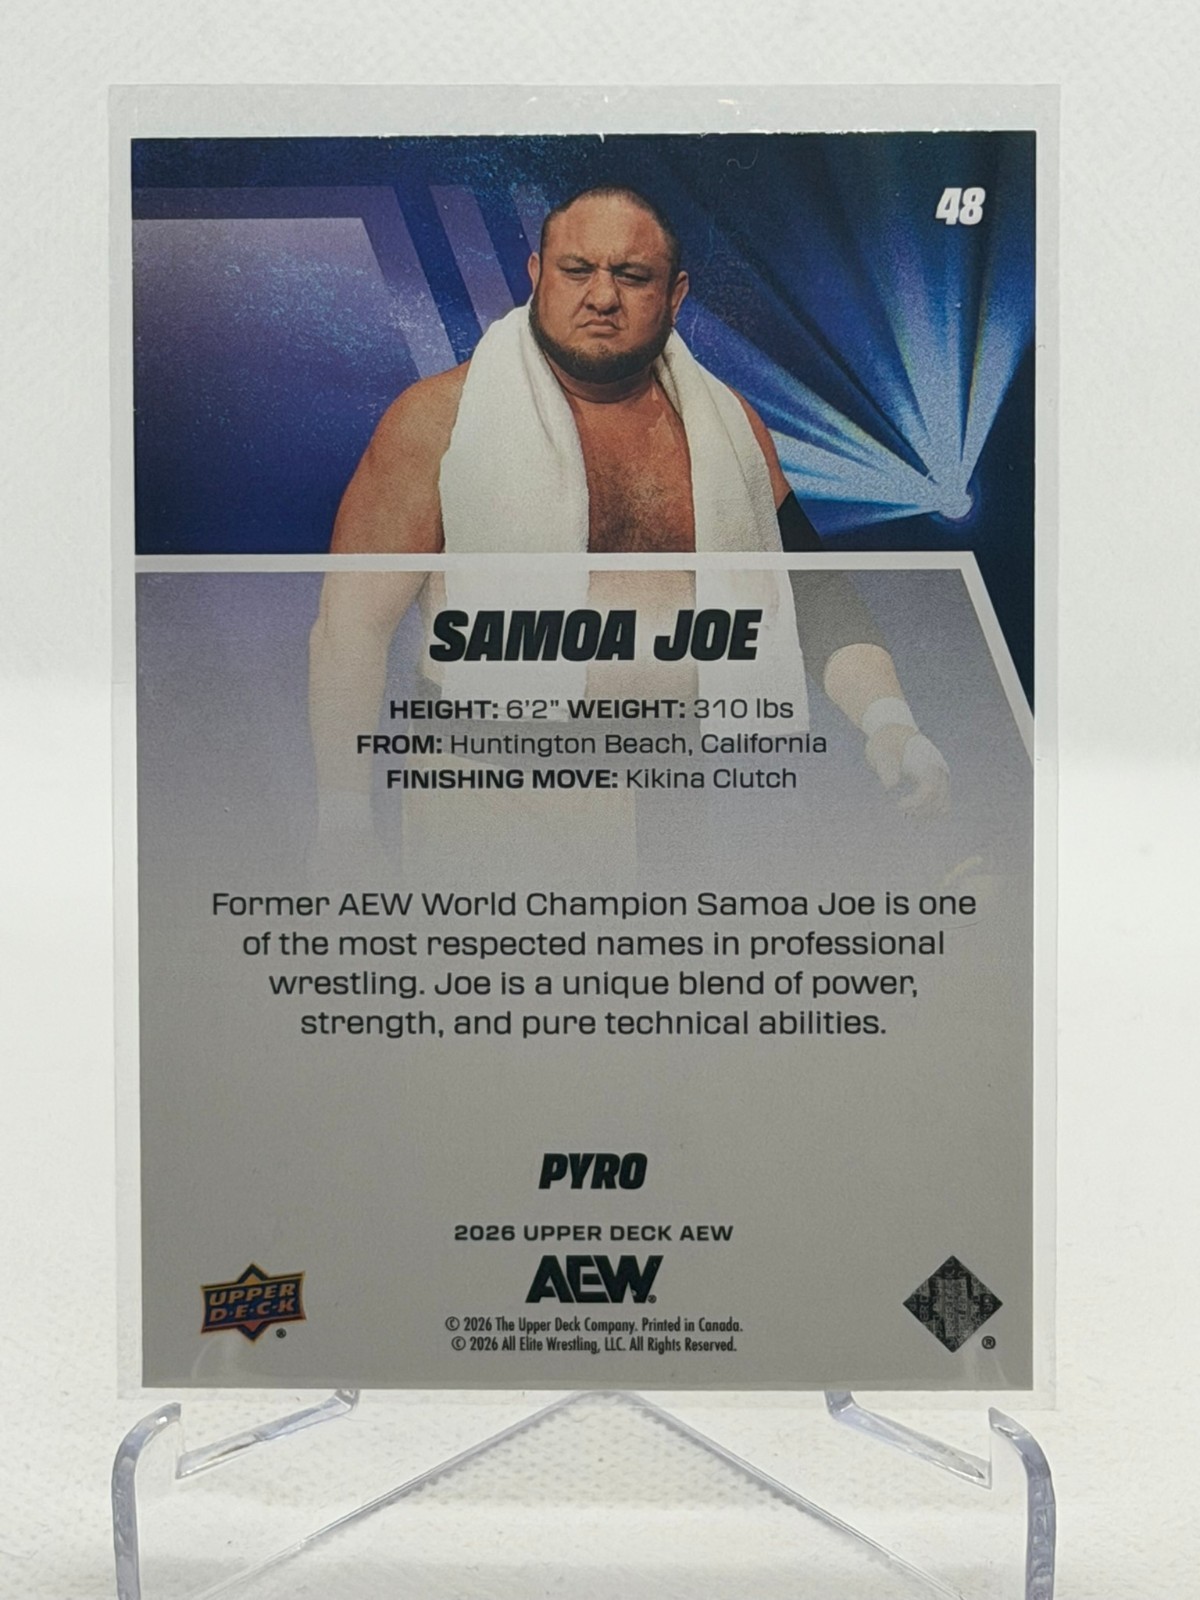 48
SAMOA JOE
HEIGHT: 6'2" WEIGHT: 310 lbs
FROM: Huntington Beach, California
FINISHING MOVE: Kikina Clutch
Former AEW World Champion Samoa Joe is one
of the most respected names in professional
wrestling. Joe is a unique blend of power,
strength, and pure technical abilities.
PYRO
2026 UPPER DECK AEW
AEW
UPPER
D·E·C·K
®
© 2026 The Upper Deck Company. Printed in Canada.
© 2026 All Elite Wrestling, LLC. All Rights Reserved.
®